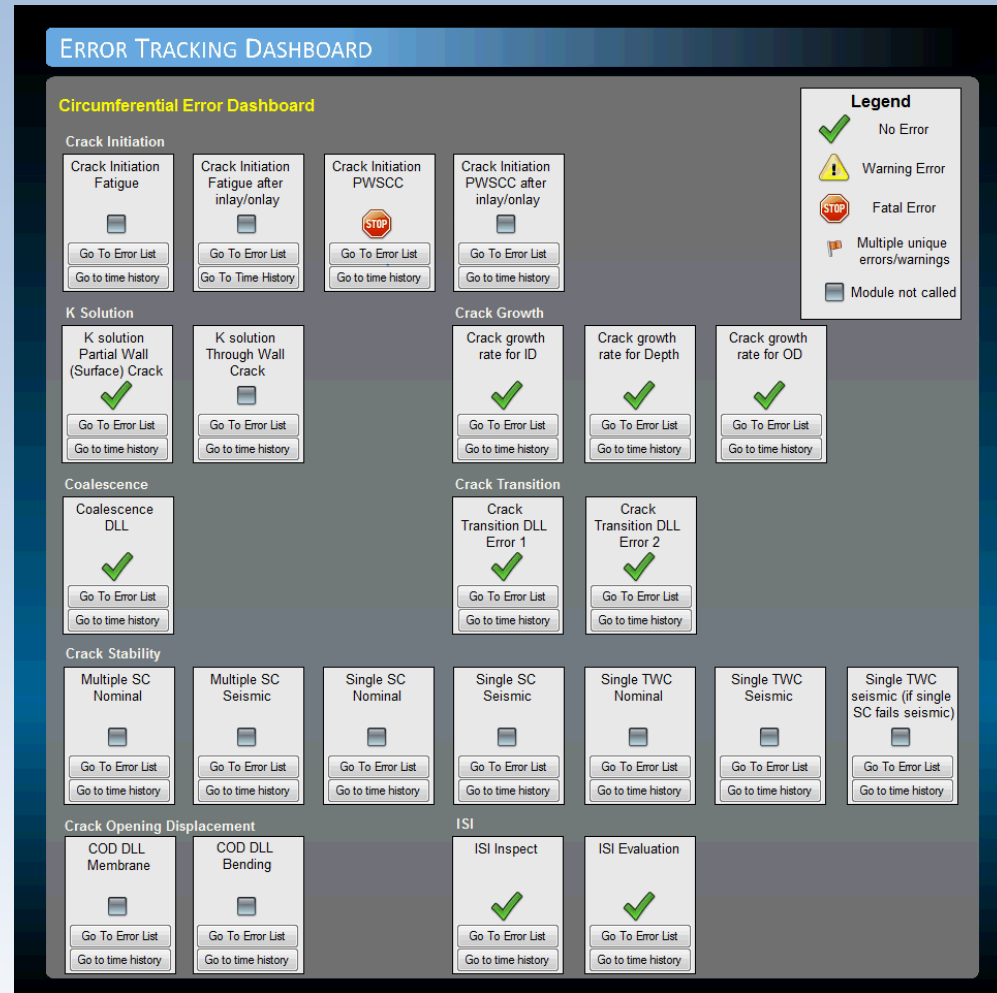 ERROR TRACKING DASHBOARD
Circumferential Error Dashboard
Legend
No Error
Warning Error
STOP
Fatal Error
Multiple unique
errors/warnings
Module not called
Crack Initiation
Crack Initiation
Fatigue
Go To Error List
Go to time history
Crack Initiation
Fatigue after
inlay/onlay
Go To Error List
Go To Time History
Crack Initiation
PWSCC
STOP
Go To Error List
Go to time history
Crack Initiation
PWSCC after
inlay/onlay
Go To Error List
Go to time history
K Solution
K solution
Partial Wall
(Surface) Crack
Go To Error List
Go to time history
K solution
Through Wall
Crack
Go To Error List
Go to time history
Crack Growth
Crack growth
rate for ID
Go To Error List
Go to time history
Crack growth
rate for Depth
Go To Error List
Go to time history
Crack growth
rate for OD
Go To Error List
Go to time history
Coalescence
Coalescence
DLL
Go To Error List
Go to time history
Crack Transition
Crack
Transition DLL
Error 1
Go To Error List
Go to time history
Crack
Transition DLL
Error 2
Go To Error List
Go to time history
Crack Stability
Multiple SC
Nominal
Go To Error List
Go to time history
Multiple SC
Seismic
Go To Error List
Go to time history
Single SC
Nominal
Go To Error List
Go to time history
Single SC
Seismic
Go To Error List
Go to time history
Single TWC
Nominal
Go To Error List
Go to time history
Single TWC
Seismic
Go To Error List
Go to time history
Single TWC
seismic (if single
SC fails seismic)
Go To Error List
Go to time history
Crack Opening Displacement
COD DLL
Membrane
Go To Error List
Go to time history
COD DLL
Bending
Go To Error List
Go to time history
ISI
ISI Inspect
Go To Error List
Go to time history
ISI Evaluation
Go To Error List
Go to time history